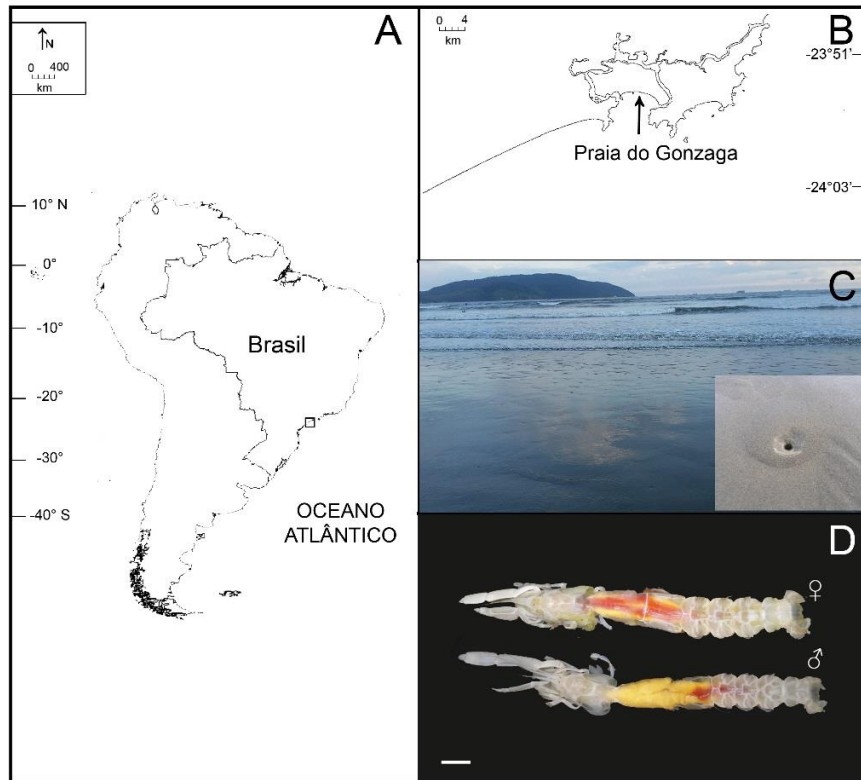 A
N
0 400
km
10° N
0°
-10°
-20°
-30°
-40° S
Brasil
OCEANO
ATLÂNTICO
B
0 4
km
-23°51'
-24°03'
Praia do Gonzaga
C
D
♀
♂